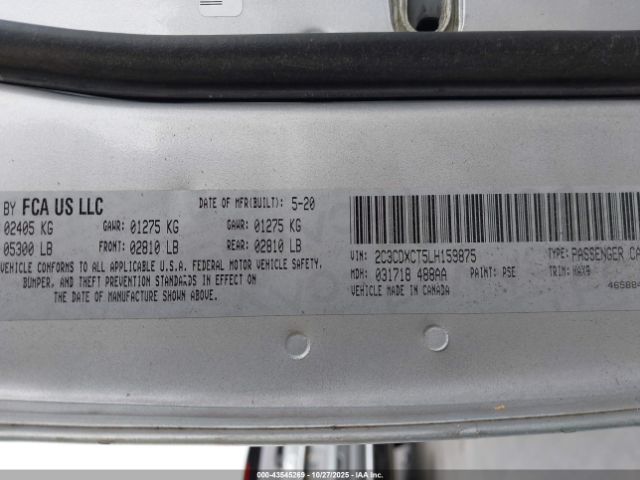 BY FCA US LLC
DATE OF MFR(BUILT): 5-20
02405 KG GAWR: 01275 KG GAWR: 01275 KG
05300 LB FRONT: 02810 LB REAR: 02810 LB
VEHICLE CONFORMS TO ALL APPLICABLE U.S.A. FEDERAL MOTOR VEHICLE SAFETY,
BUMPER, AND THEFT PREVENTION STANDARDS IN EFFECT ON
THE DATE OF MANUFACTURE SHOWN ABOVE.
VIN: 2C3CDXCT5LH159875 TYPE: PASSENGER CA
MDH: 031718 488AA PAINT: PSE TRIM: HAX9
VEHICLE MADE IN CANADA 46588
000-43545269 - 10/27/2025 - IAA Inc.